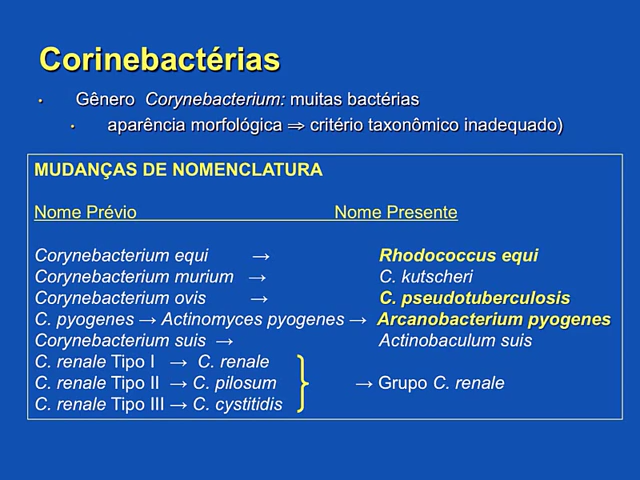 Corinebactérias
• Gênero Corynebacterium: muitas bactérias
• aparência morfológica ⇒ critério taxonômico inadequado)
MUDANÇAS DE NOMENCLATURA
Nome Prévio Nome Presente
Corynebacterium equi → Rhodococcus equi
Corynebacterium murium → C. kutscheri
Corynebacterium ovis → C. pseudotuberculosis
C. pyogenes → Actinomyces pyogenes → Arcanobacterium pyogenes
Corynebacterium suis → Actinobaculum suis
C. renale Tipo I → C. renale
C. renale Tipo II → C. pilosum } → Grupo C. renale
C. renale Tipo III → C. cystitidis